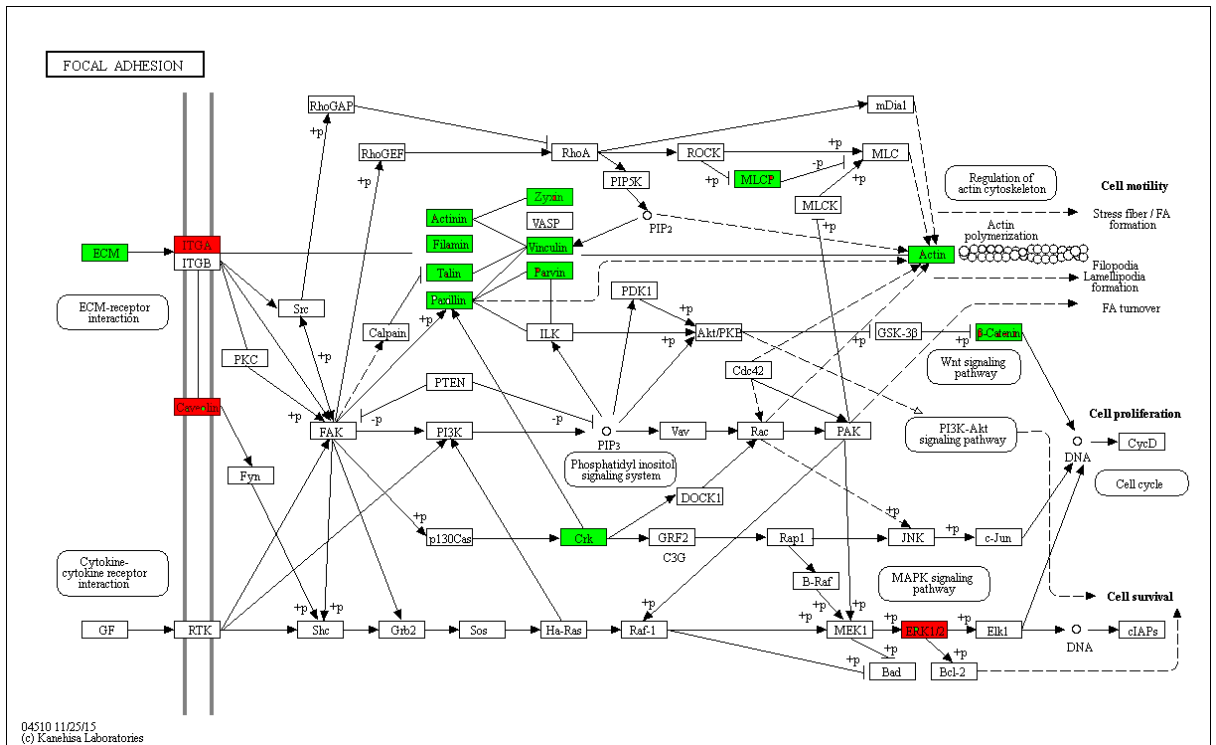 FOCAL ADHESION
RhoGAP
mDia1
+p
RhoGEF
RhoA
ROCK
+p
MLC
+p
+p
-p
+p
PIP5K
MLCP
MLCK
+p
Regulation of
actin cytoskeleton
Cell motility
Zyxin
Actinin
VASP
PIP2
Stress fiber / FA
formation
Actin
polymerization
ECM
ITGA
ITGB
Filamin
Vinculin
Actin
Talin
Parvin
Filopodia
Lamellipodia
formation
Paxillin
PDK1
FA turnover
ECM-receptor
interaction
Src
+p
+p
Calpain
ILK
Akt/PKB
GSK-3β
+p
β-Catenin
+p
+p
PKC
Cdc42
Wnt signaling
pathway
PTEN
Caveolin
+p
-p
-p
Cell proliferation
FAK
PI3K
PIP3
Vav
Rac
PAK
PI3K-Akt
signaling pathway
DNA
CycD
Phosphatidyl inositol
signaling system
Fyn
Cell cycle
DOCK1
+p
+p
+p
p130Cas
Crk
GRF2
C3G
Rap1
JNK
c-Jun
Cytokine-
cytokine receptor
interaction
B-Raf
MAPK signaling
pathway
Cell survival
+p
+p
+p
+p
+p
+p
+p
+p
GF
RTK
Shc
Grb2
Sos
Ha-Ras
Raf-1
MEK1
ERK1/2
Elk1
DNA
cIAPs
+p
+p
+p
Bad
Bcl-2
04510 11/25/15
(c) Kanehisa Laboratories